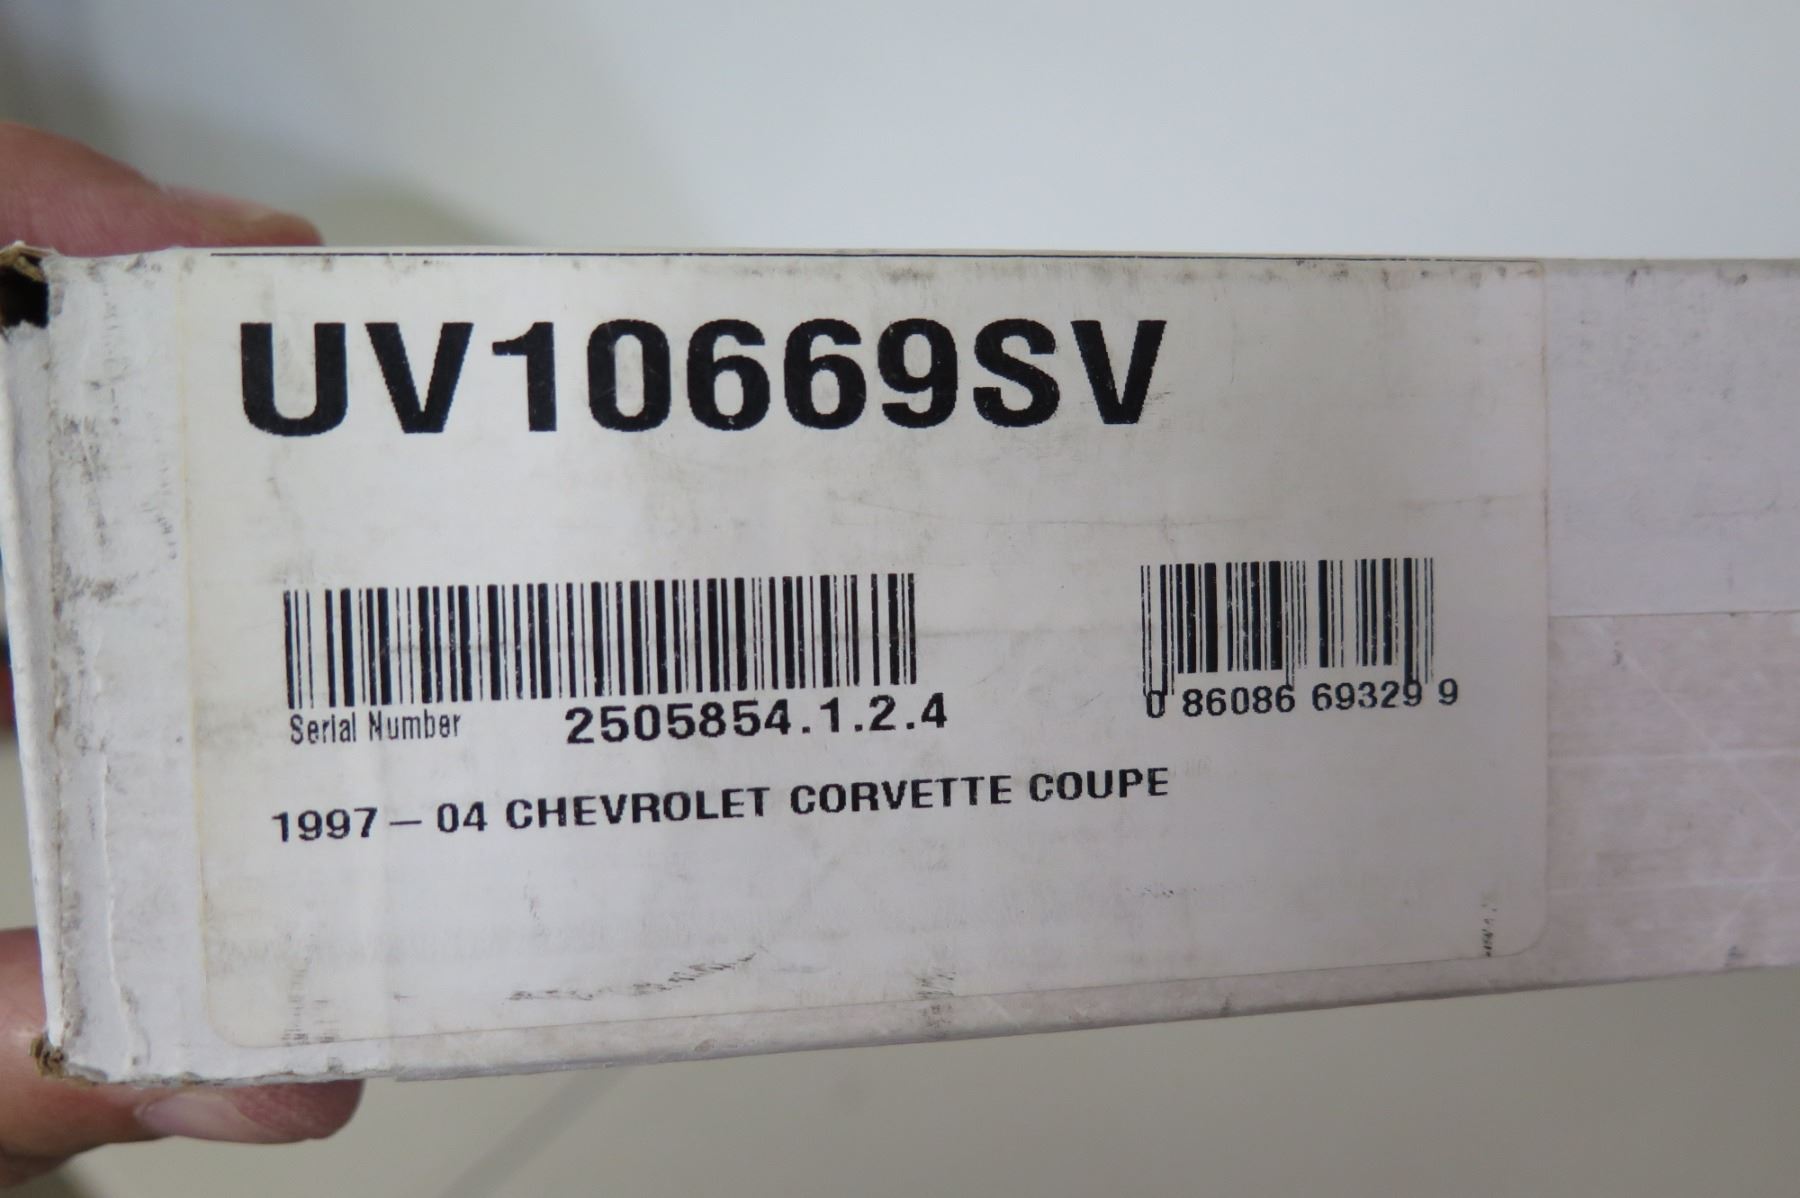 UV10669SV
Serial Number 2505854.1.2.4
0 86086 69329 9
1997-04 CHEVROLET CORVETTE COUPE